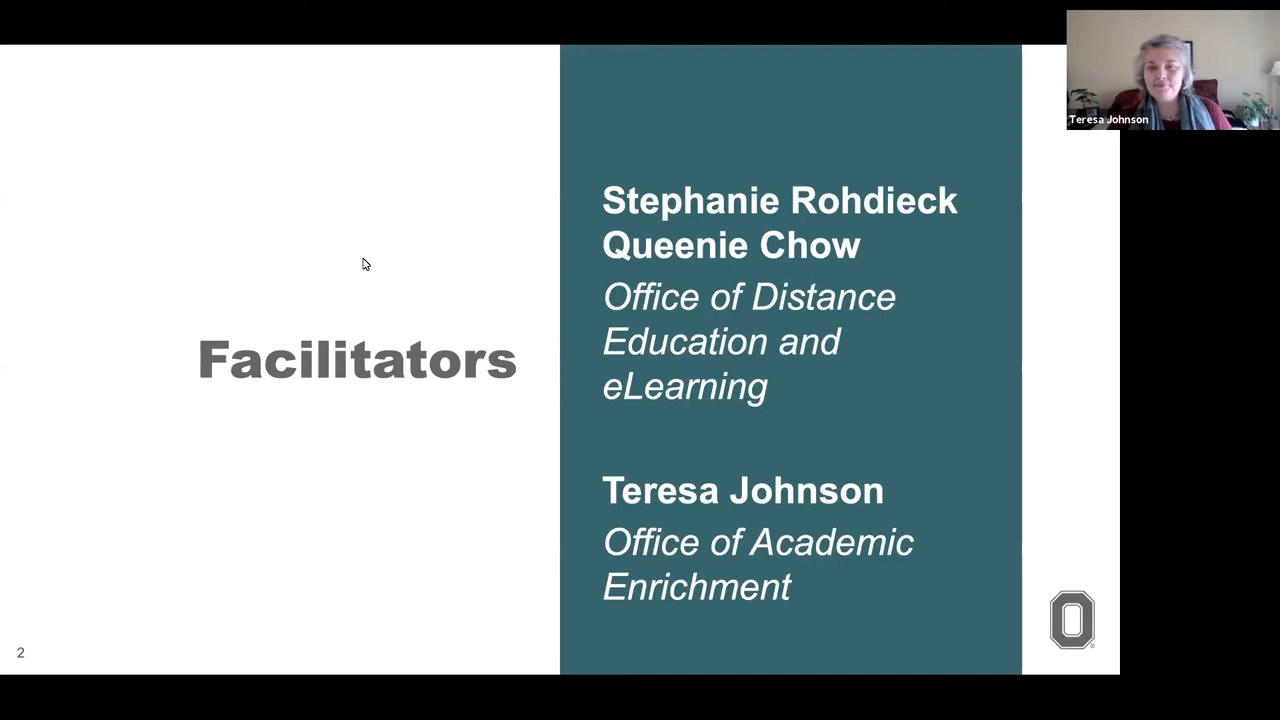 Teresa Johnson
Stephanie Rohdieck
Queenie Chow
Office of Distance
Education and
eLearning
Facilitators
Teresa Johnson
Office of Academic
Enrichment
O
2